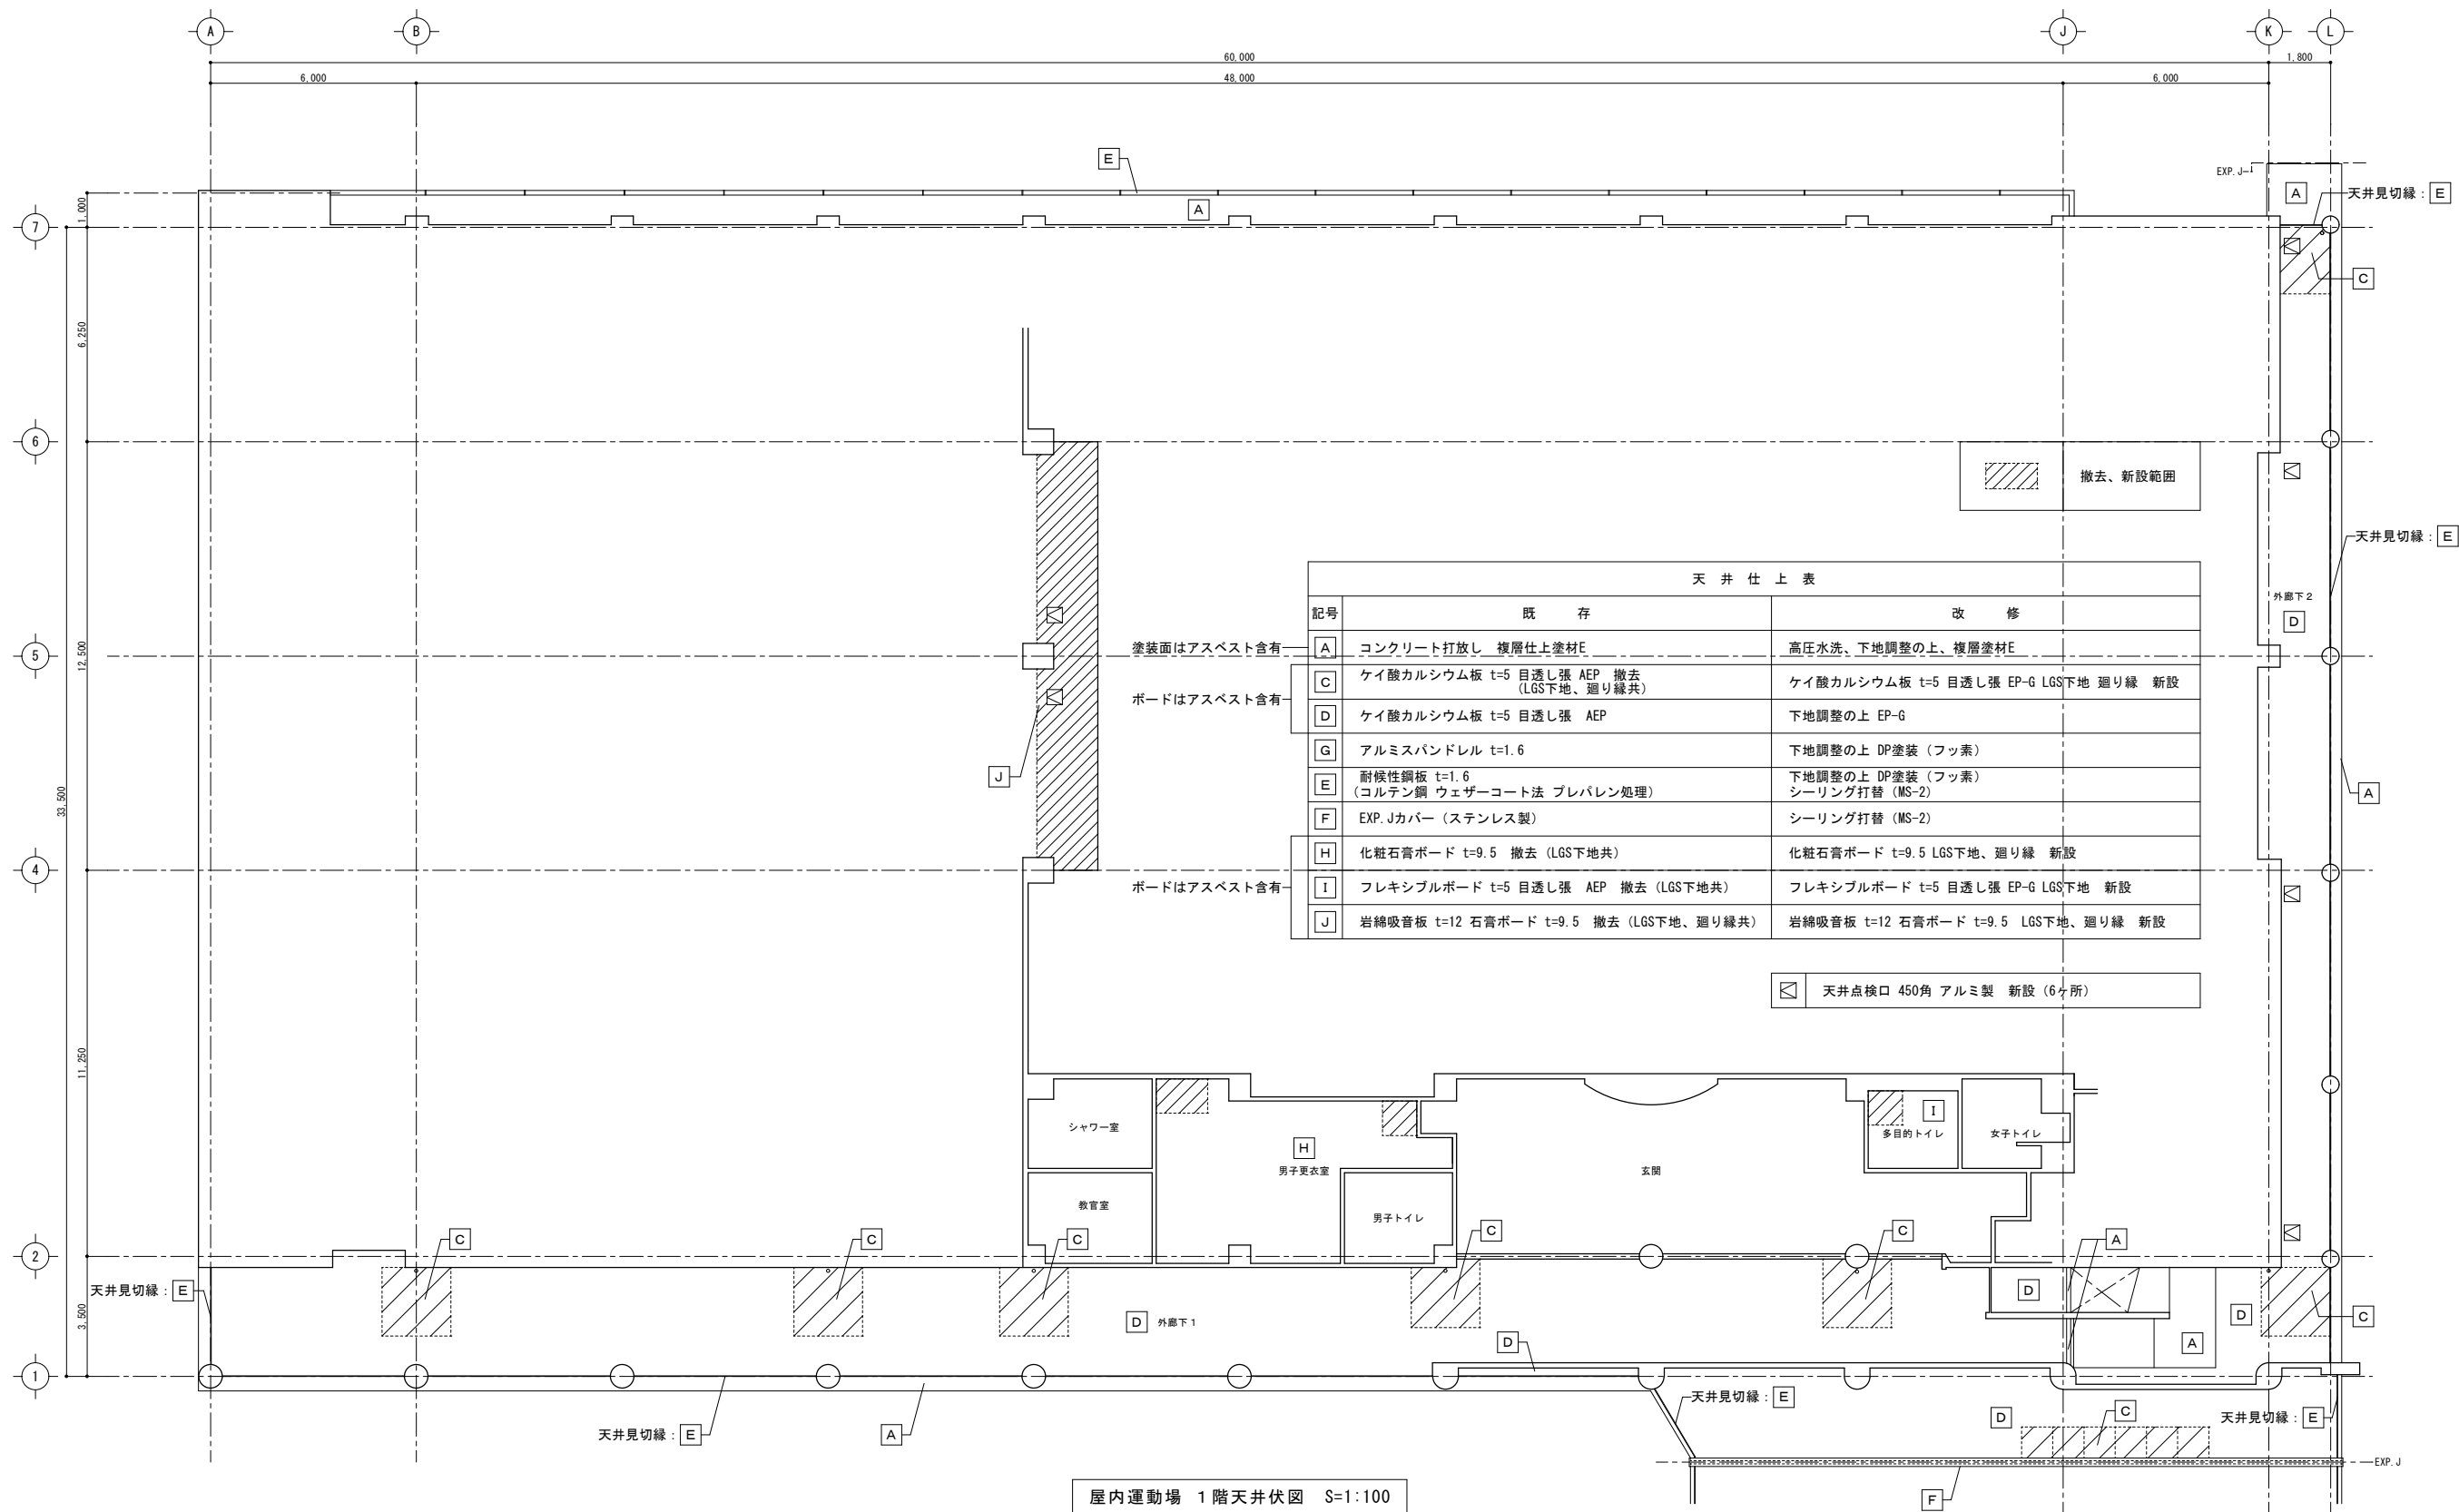 A
B
J
K
L
60,000
1,800
6,000
48,000
6,000
E
EXP.J
A
天井見切縁：E
1,000
A
7
C
6,250
6
撤去、新設範囲
天井見切縁：E
天 井 仕 上 表
外廊下２
記号
既 存
改 修
D
12,500
5
塗装面はアスベスト含有
A
コンクリート打放し 複層仕上塗材E
高圧水洗、下地調整の上、複層塗材E
ボードはアスベスト含有
C
ケイ酸カルシウム板 t=5 目透し張 AEP 撤去
(LGS下地、廻り縁共)
ケイ酸カルシウム板 t=5 目透し張 EP-G LGS下地 廻り縁 新設
D
ケイ酸カルシウム板 t=5 目透し張 AEP
下地調整の上 EP-G
G
アルミスパンドレル t=1.6
下地調整の上 DP塗装（フッ素）
J
33,500
E
耐候性鋼板 t=1.6
（コルテン鋼 ウェザーコート法 プレパレン処理）
下地調整の上 DP塗装（フッ素）
シーリング打替（MS-2）
A
F
EXP.Jカバー（ステンレス製）
シーリング打替（MS-2）
H
化粧石膏ボード t=9.5 撤去（LGS下地共）
化粧石膏ボード t=9.5 LGS下地、廻り縁 新設
4
ボードはアスベスト含有
I
フレキシブルボード t=5 目透し張 AEP 撤去（LGS下地共）
フレキシブルボード t=5 目透し張 EP-G LGS下地 新設
J
岩綿吸音板 t=12 石膏ボード t=9.5 撤去（LGS下地、廻り縁共）
岩綿吸音板 t=12 石膏ボード t=9.5 LGS下地、廻り縁 新設
天井点検口 450角 アルミ製 新設（6ヶ所）
11,250
シャワー室
H
男子更衣室
玄関
I
多目的トイレ
女子トイレ
教官室
男子トイレ
2
C
C
C
C
C
A
天井見切縁：E
3,500
D
外廊下１
D
D
C
D
A
1
天井見切縁：E
A
天井見切縁：E
D
C
天井見切縁：E
EXP.J
F
屋内運動場 １階天井伏図 S=1:100